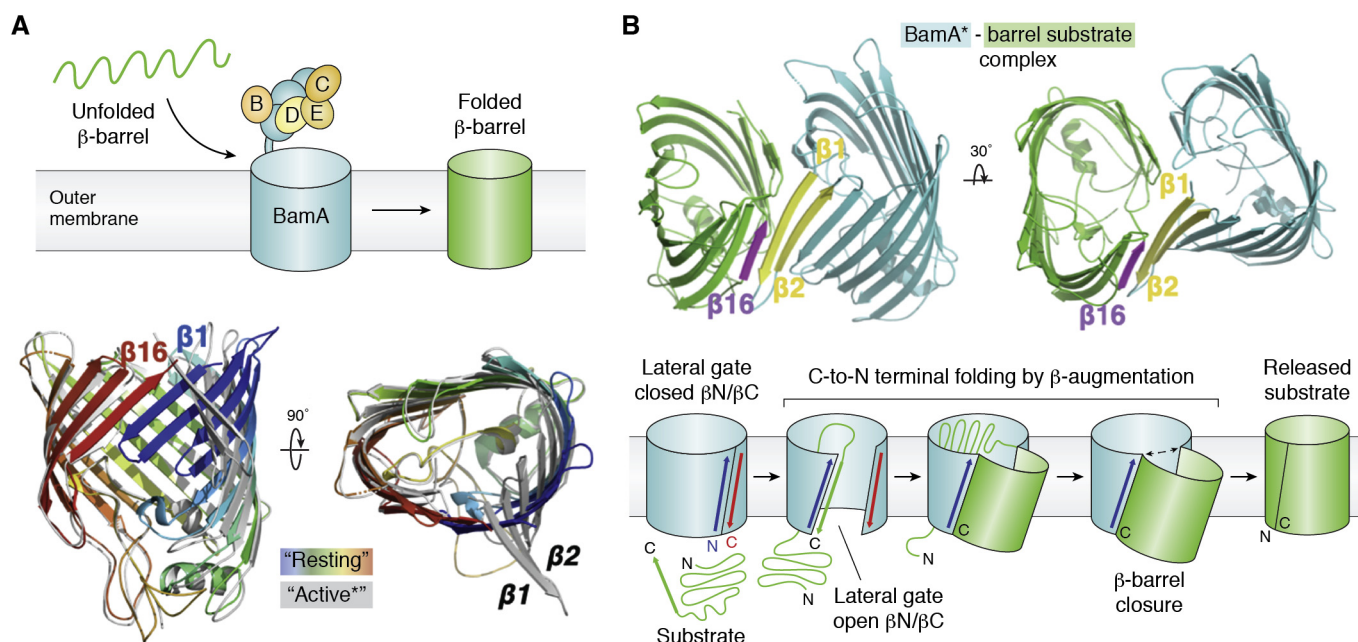 A
Unfolded
β-barrel
B
C
D
E
Folded
β-barrel
Outer
membrane
BamA
β16
β1
90°
"Resting"
"Active*"
β2
β1
B
BamA* - barrel substrate
complex
β1
β2
β16
30°
β1
β2
β16
Lateral gate
closed βN/βC
C-to-N terminal folding by β-augmentation
Released
substrate
N
C
C
N
Substrate
C
N
Lateral gate
open βN/βC
C
N
C
β-barrel
closure
C
N